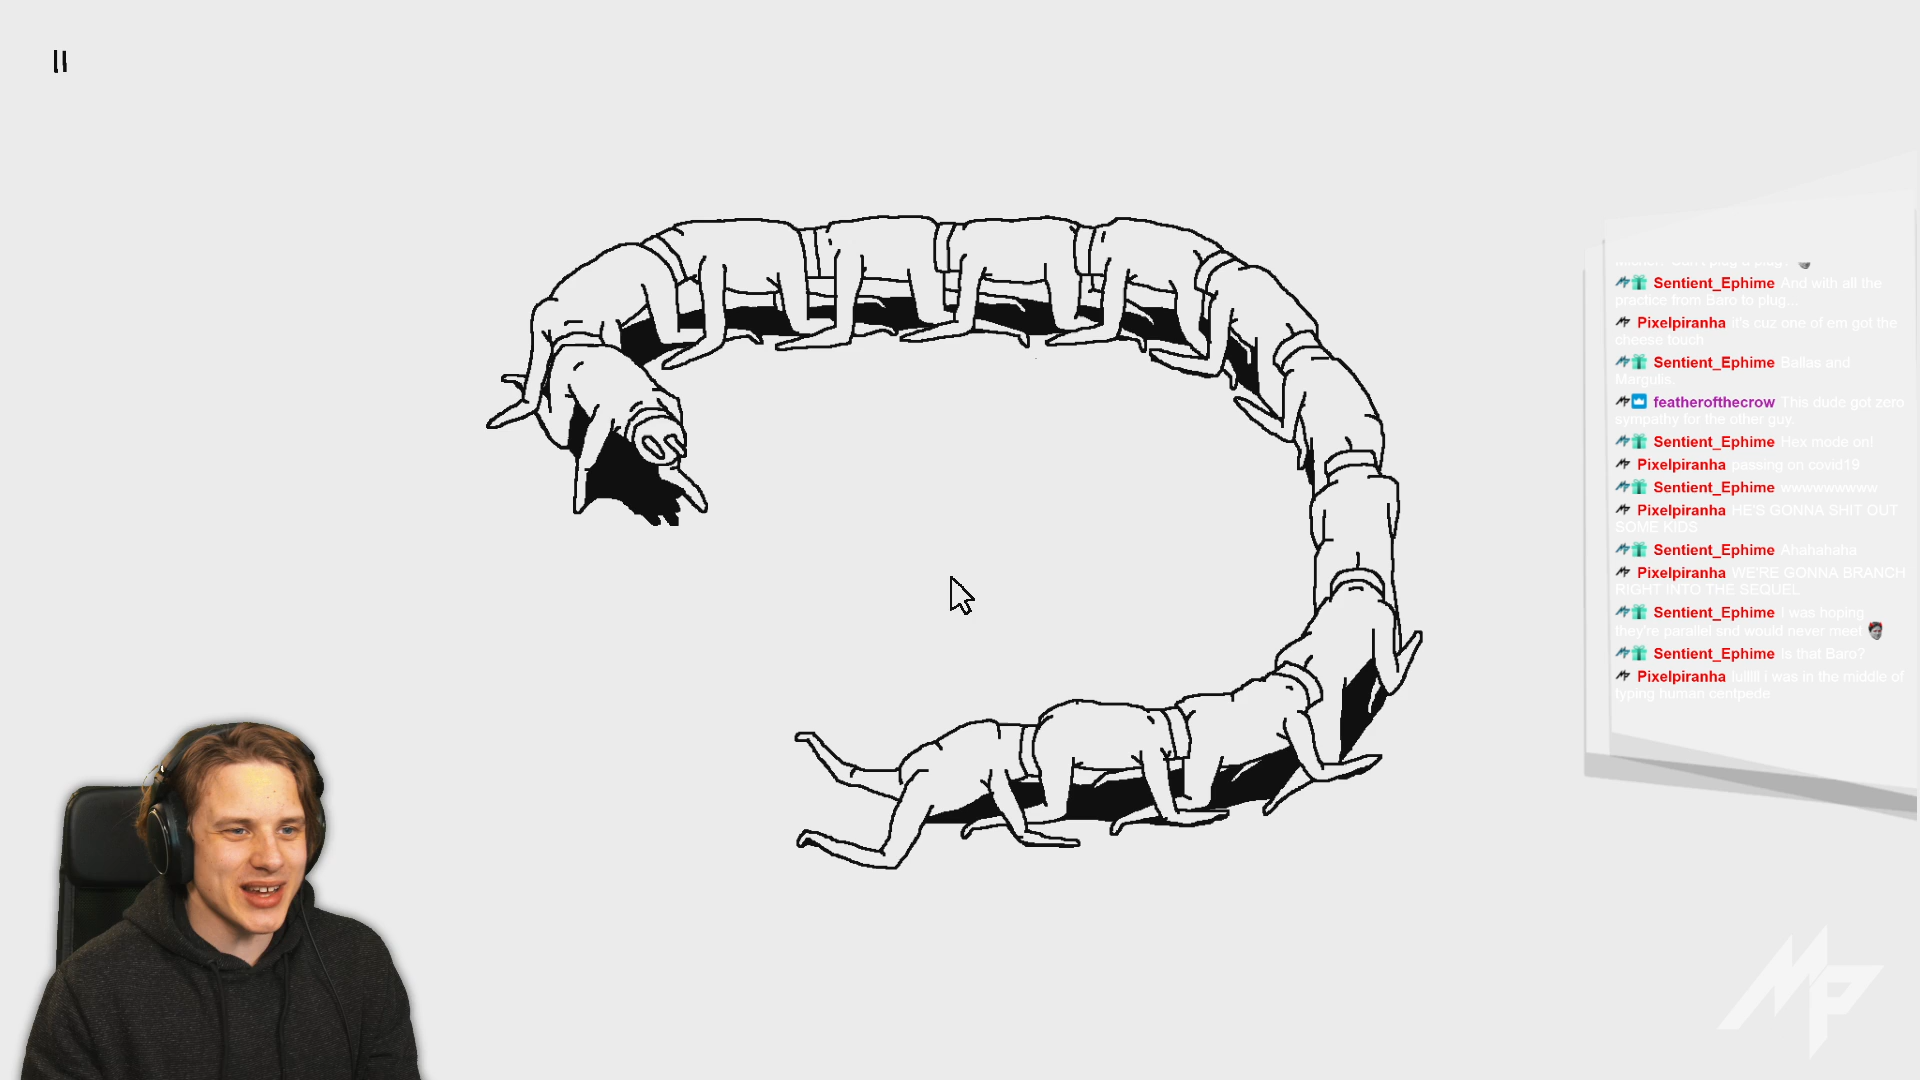 Sentient_Ephime And with all the
practice from Baro to plug...
Pixelpiranha It's cuz one of em got the
cheese touch
Sentient_Ephime Ballas and
Margulis.
featherofthecrow This dude got zero
sympathy for the other guy.
Sentient_Ephime Hex mode on!
Pixelpiranha passing on covid19
Sentient_Ephime wwwwwwwww
Pixelpiranha HE'S GONNA SHIT OUT
SOME KIDS
Sentient_Ephime Ahahahaha
Pixelpiranha WE'RE GONNA BRANCH
RIGHT INTO THE SEQUEL
Sentient_Ephime I was hoping
they're parallel snd would never meet
Sentient_Ephime Is that Baro?
Pixelpiranha lulllll i was in the middle of
typing human centpede
MP